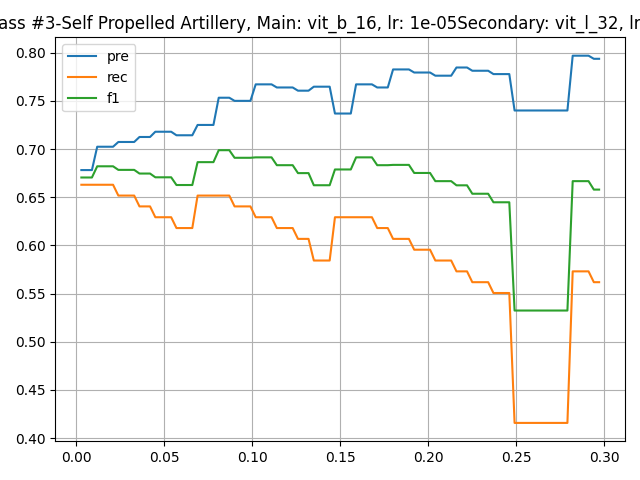 ass #3-Self Propelled Artillery, Main: vit_b_16, lr: 1e-05Secondary: vit_l_32, lr
pre
rec
f1
0.80
0.75
0.70
0.65
0.60
0.55
0.50
0.45
0.40
0.00 0.05 0.10 0.15 0.20 0.25 0.30